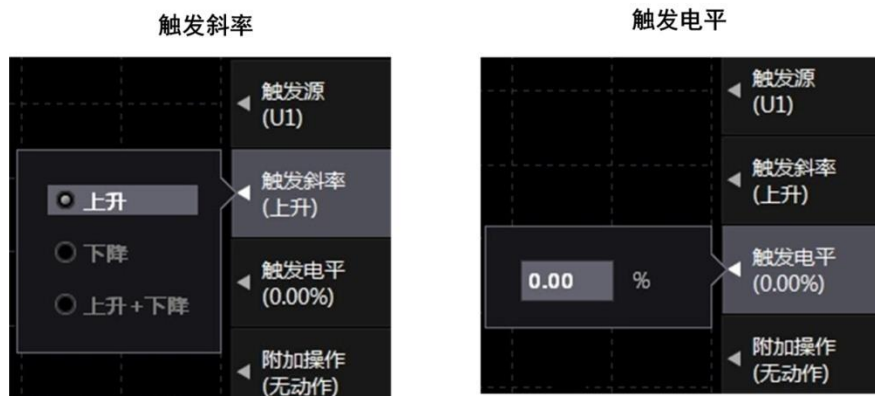 触发斜率
触发源
(U1)
上升
触发斜率
(上升)
下降
触发电平
(0.00%)
上升+下降
附加操作
(无动作)
触发电平
触发源
(U1)
触发斜率
(上升)
0.00 %
触发电平
(0.00%)
附加操作
(无动作)